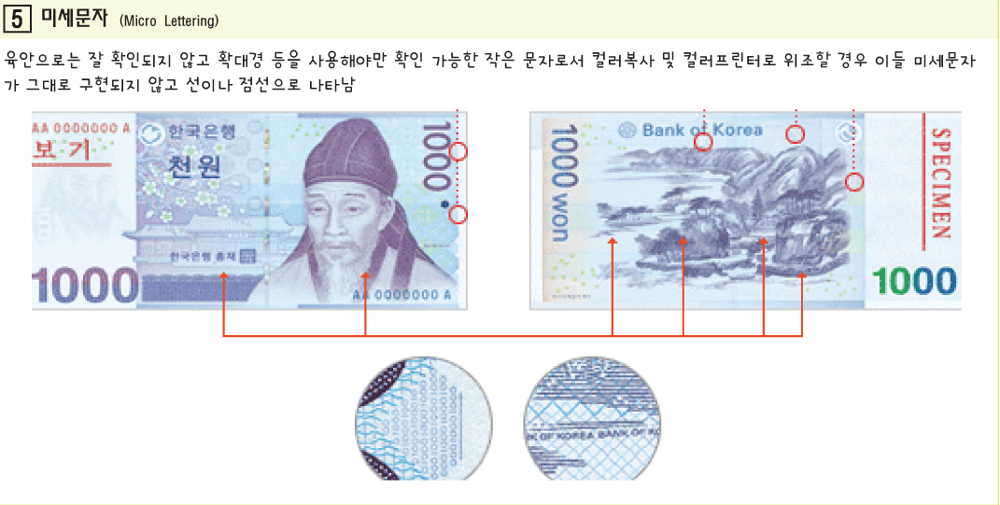 5 미세문자 (Micro Lettering)
육안으로는 잘 확인되지 않고 확대경 등을 사용해야만 확인 가능한 작은 문자로서 컬러복사 및 컬러프린터로 위조할 경우 이들 미세문자
가 그대로 구현되지 않고 선이나 점선으로 나타남
AA 0000000 A
보기
한국은행
천원
1000
한국은행 총재
1000
AA 0000000 A
Bank of Korea
1000 won
SPECIMEN
1000
K OF KOREA BANK OF KO